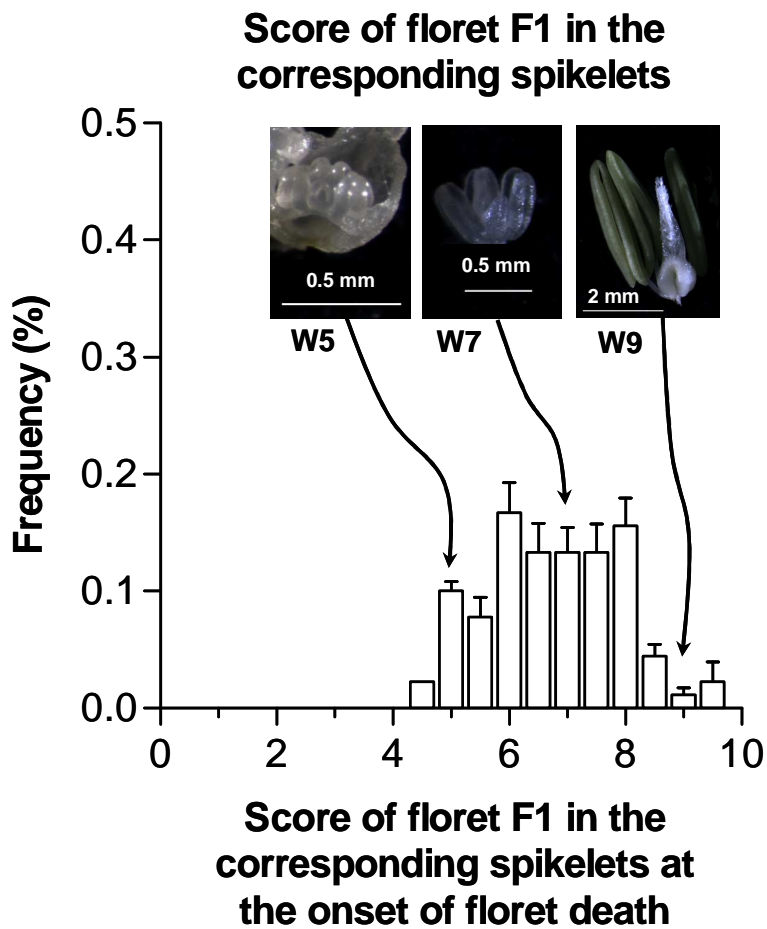 Score of floret F1 in the
corresponding spikelets
0.5
0.4
0.3
0.2
0.1
0.0
Frequency (%)
0.5 mm
0.5 mm
2 mm
W5
W7
W9
0
2
4
6
8
10
Score of floret F1 in the
corresponding spikelets at
the onset of floret death